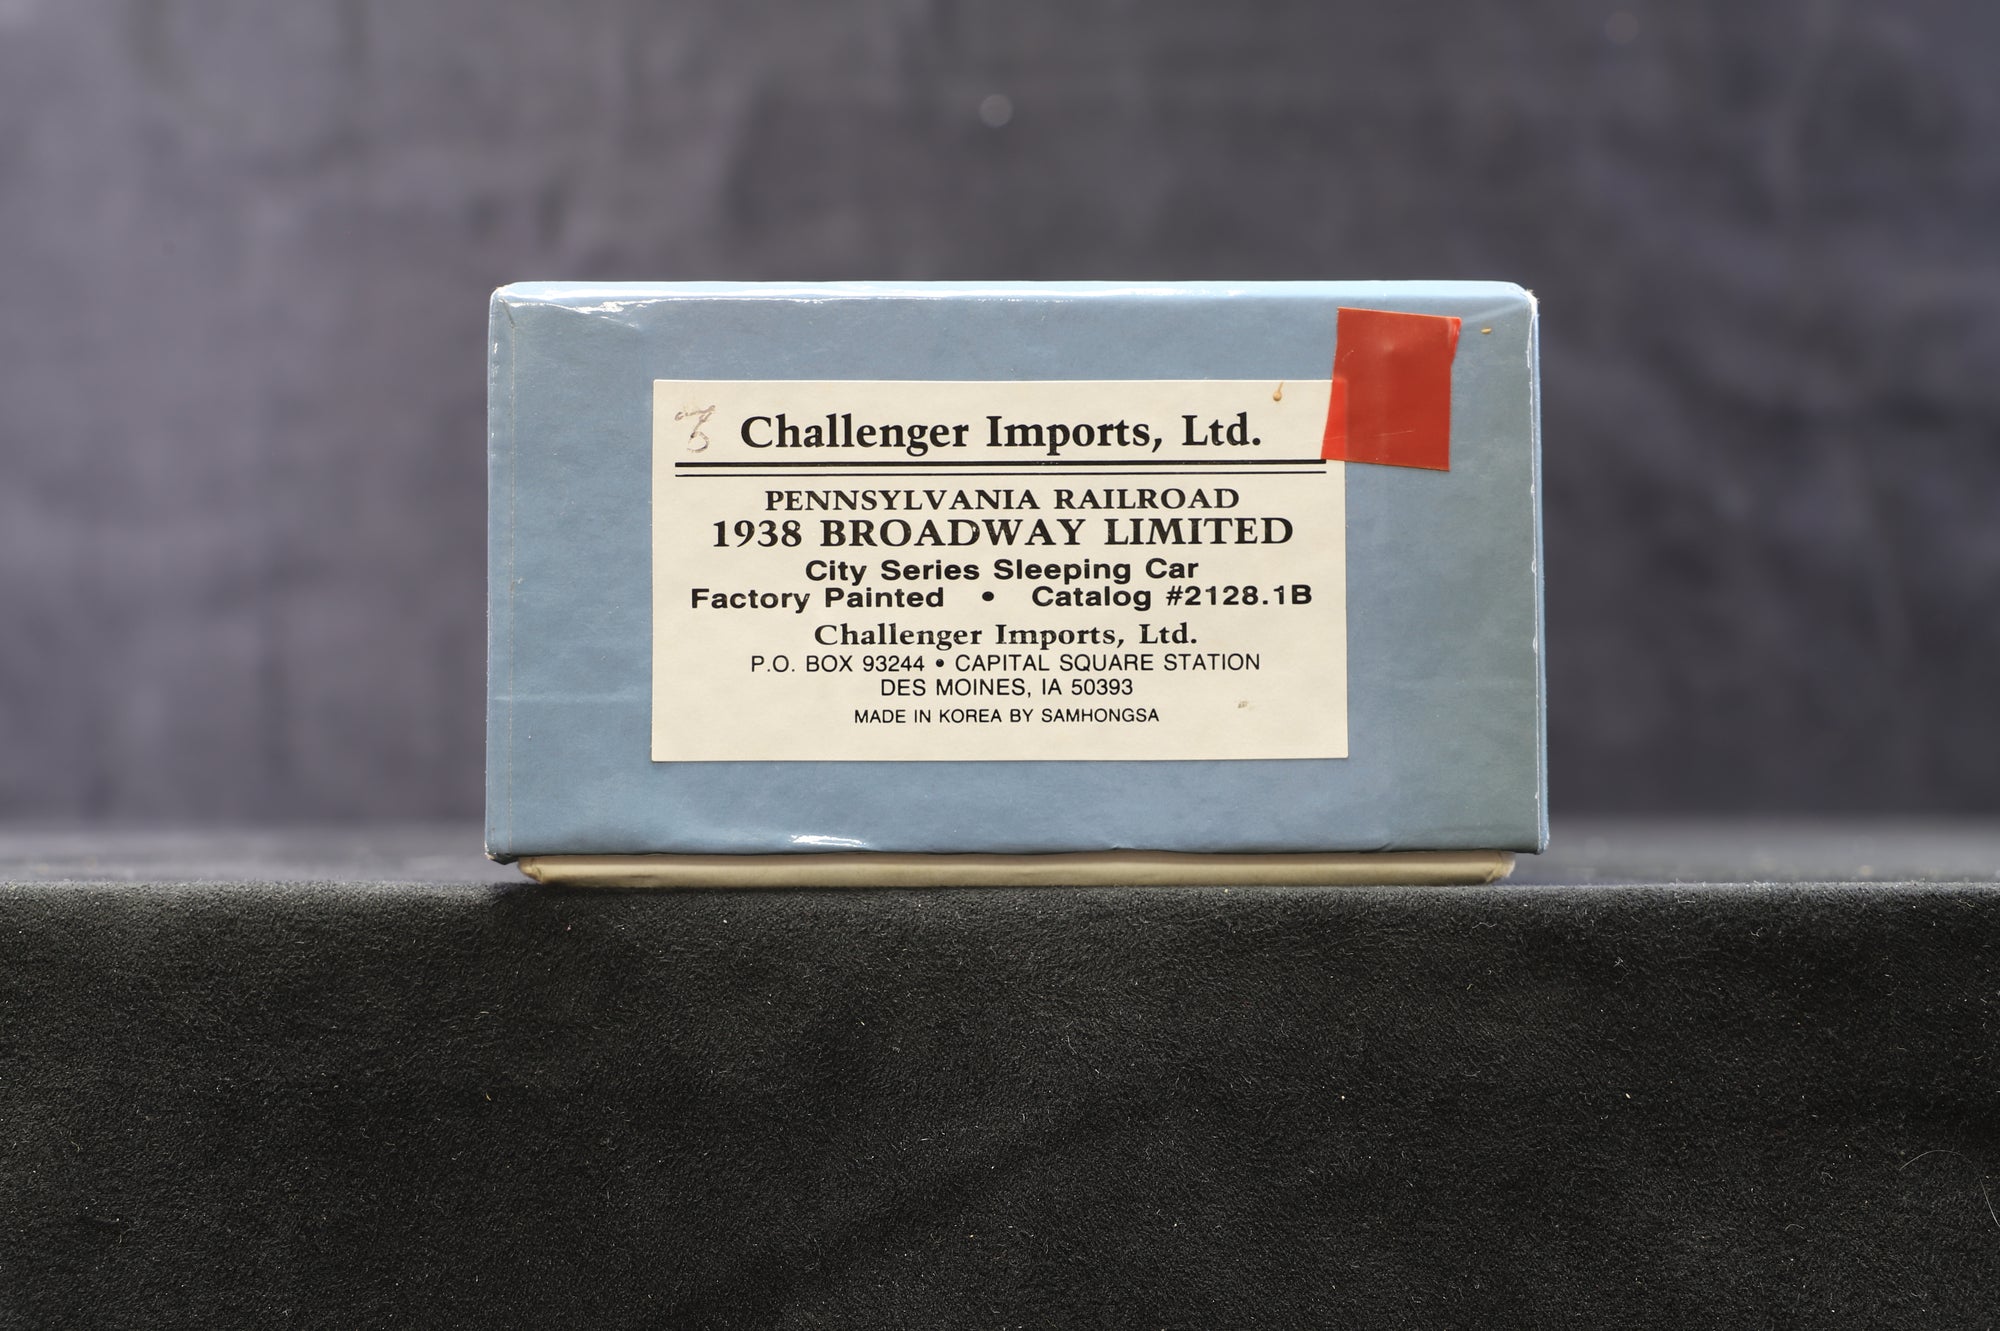 Challenger Imports, Ltd.
PENNSYLVANIA RAILROAD
1938 BROADWAY LIMITED
City Series Sleeping Car
Factory Painted • Catalog #2128.1B
Challenger Imports, Ltd.
P.O. BOX 93244 • CAPITAL SQUARE STATION
DES MOINES, IA 50393
MADE IN KOREA BY SAMHONGSA